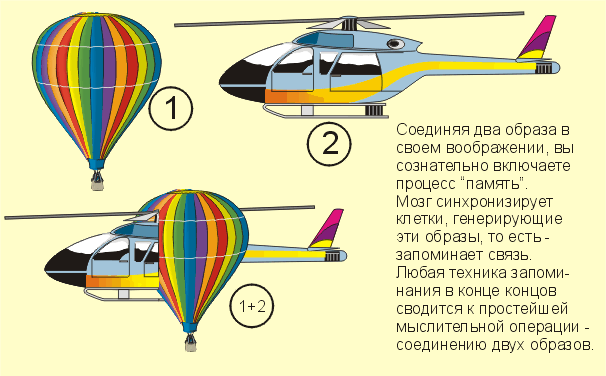 1
2
Соединяя два образа в
своем воображении, вы
сознательно включаете
процесс “память”.
Мозг синхронизирует
клетки, генерирующие
эти образы, то есть -
запоминает связь.
Любая техника запоми-
нания в конце концов
сводится к простейшей
мыслительной операции -
соединению двух образов.
1+2